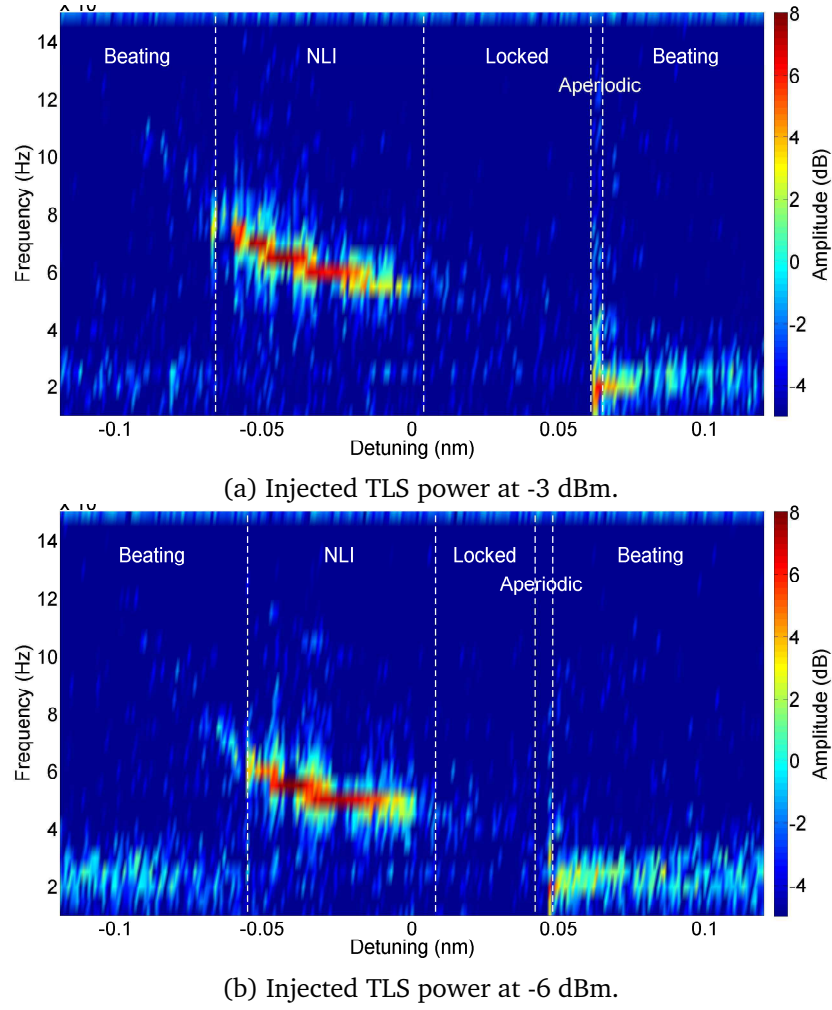 14
12
10
8
6
4
2
Frequency (Hz)
Beating NLI Locked Beating
Aperiodic
-0.1 -0.05 0 0.05 0.1
Detuning (nm)
8
6
4
2
0
-2
-4
Amplitude (dB)
(a) Injected TLS power at -3 dBm.
14
12
10
8
6
4
2
Frequency (Hz)
Beating NLI Locked Beating
Aperiodic
-0.1 -0.05 0 0.05 0.1
Detuning (nm)
8
6
4
2
0
-2
-4
Amplitude (dB)
(b) Injected TLS power at -6 dBm.